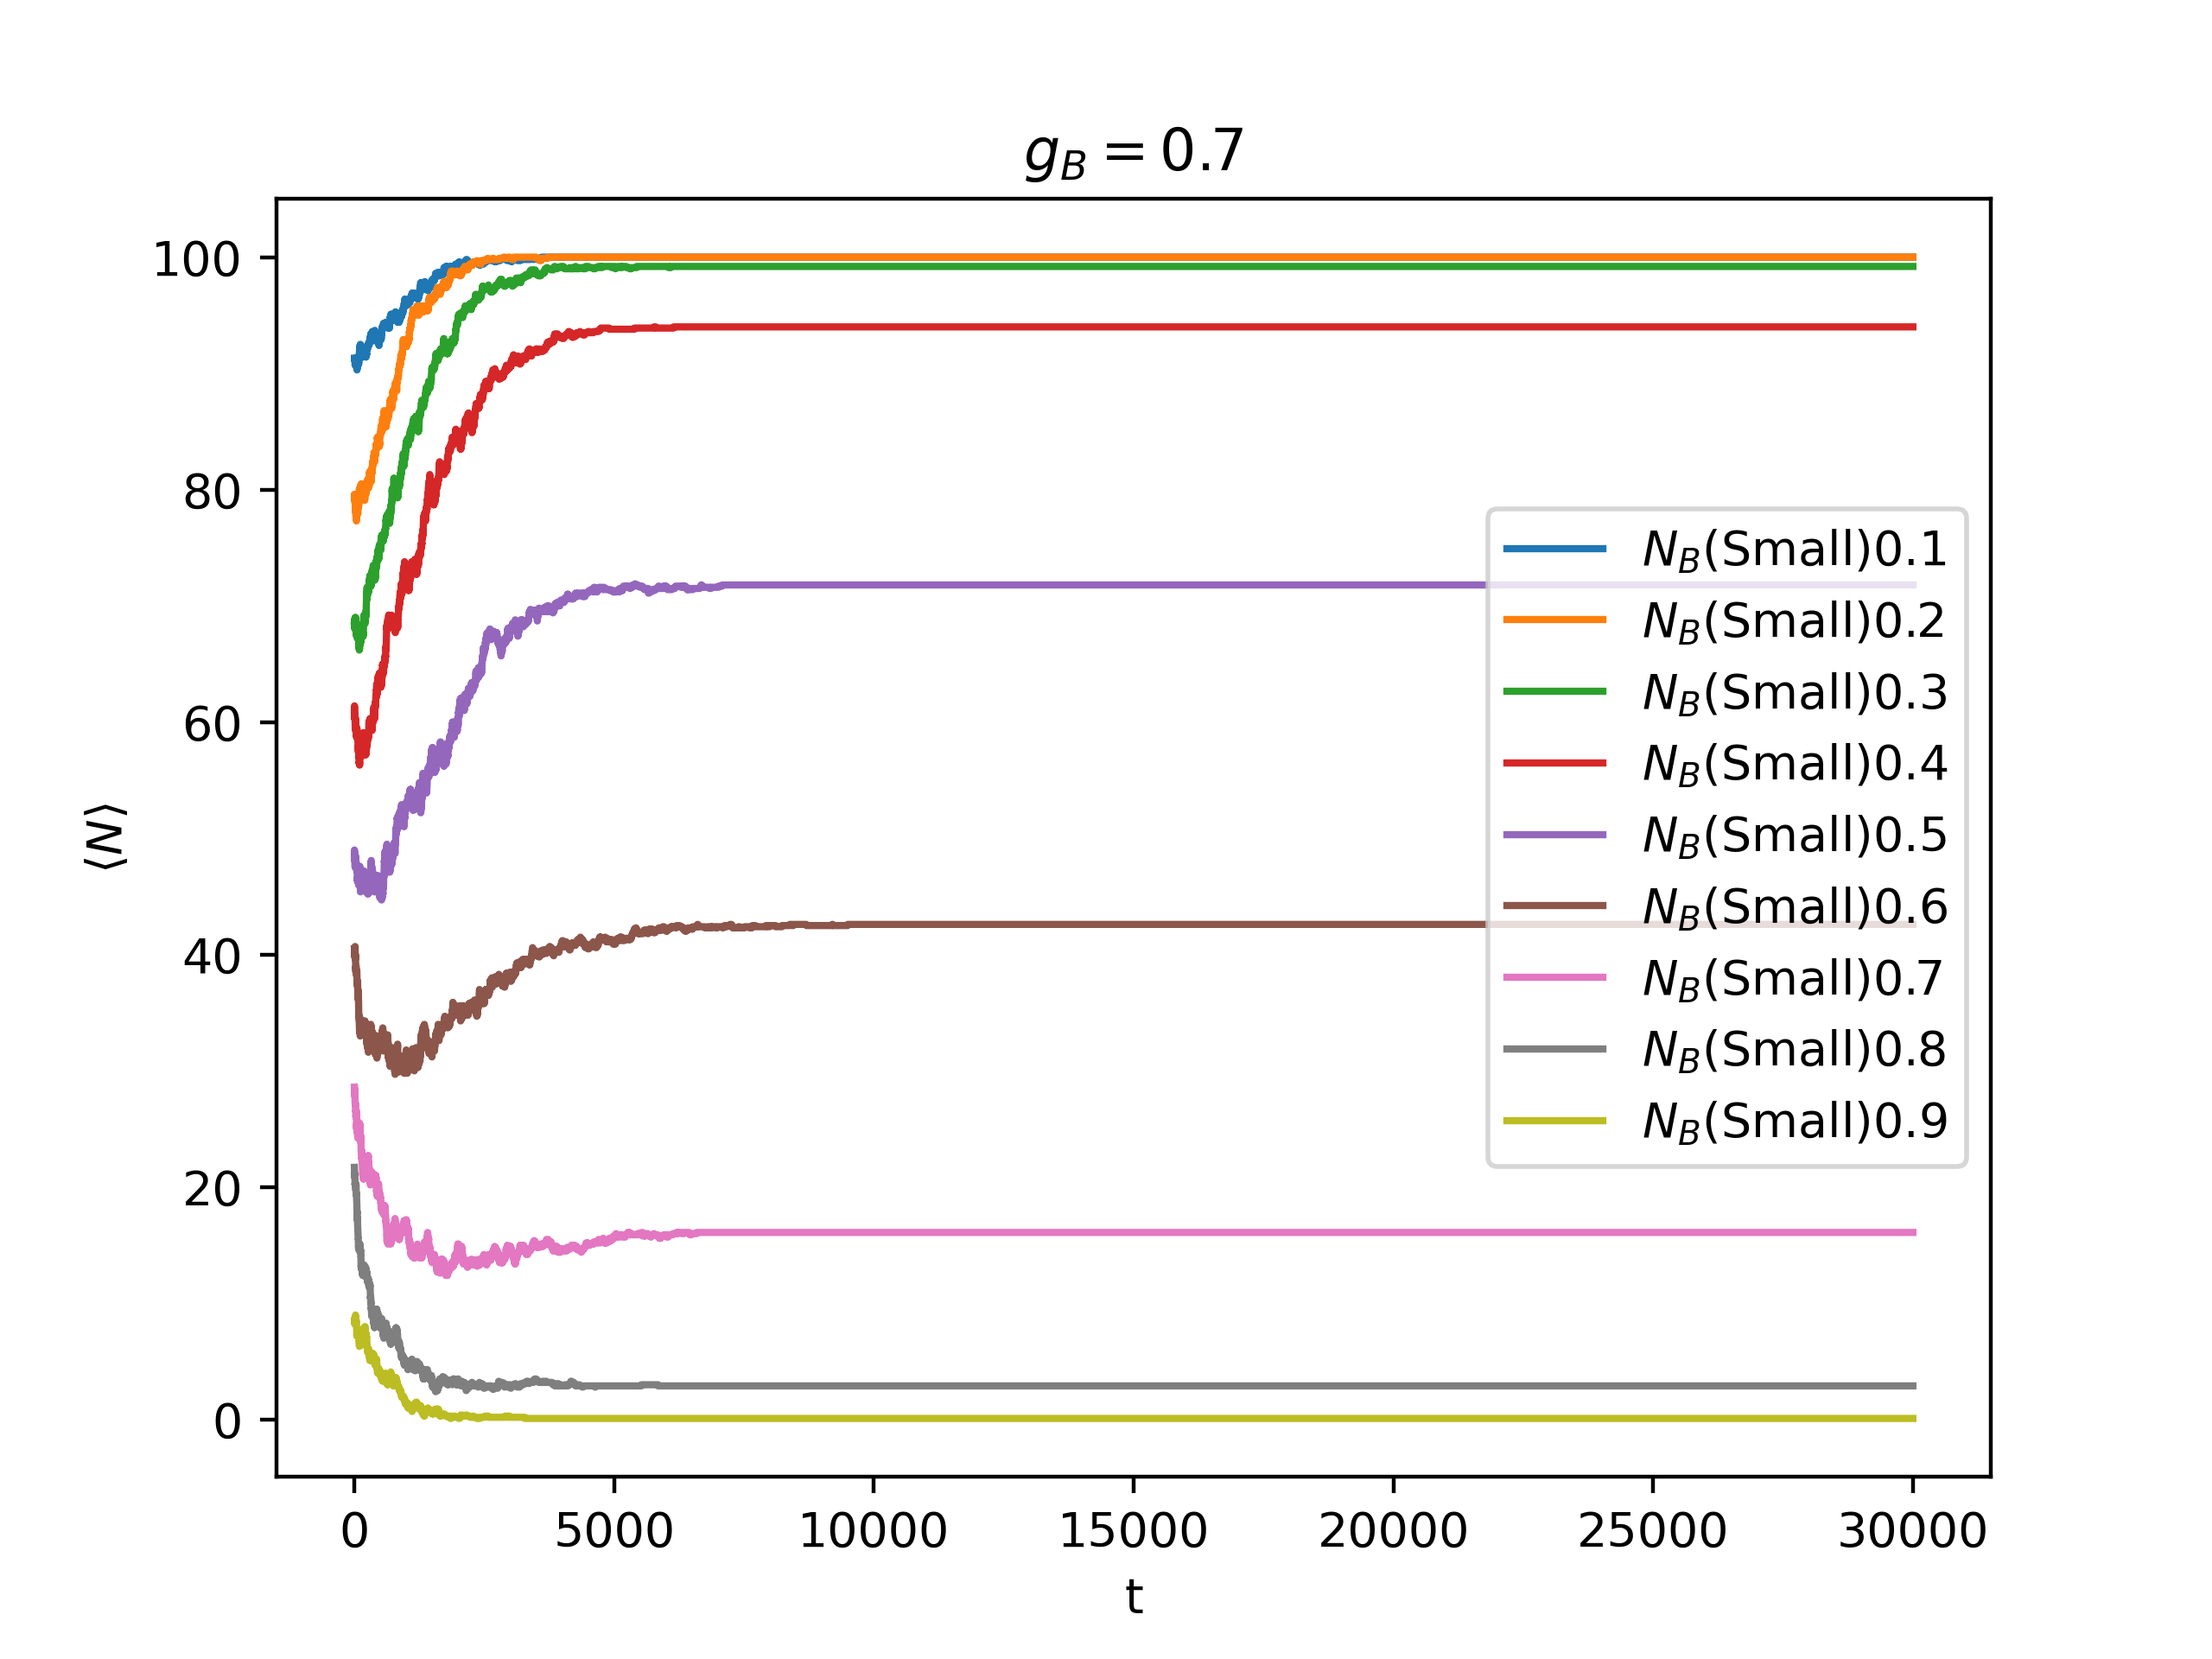 g_B = 0.7
100
80
60
40
20
0
⟨N⟩
N_B(Small)0.1
N_B(Small)0.2
N_B(Small)0.3
N_B(Small)0.4
N_B(Small)0.5
N_B(Small)0.6
N_B(Small)0.7
N_B(Small)0.8
N_B(Small)0.9
0 5000 10000 15000 20000 25000 30000
t